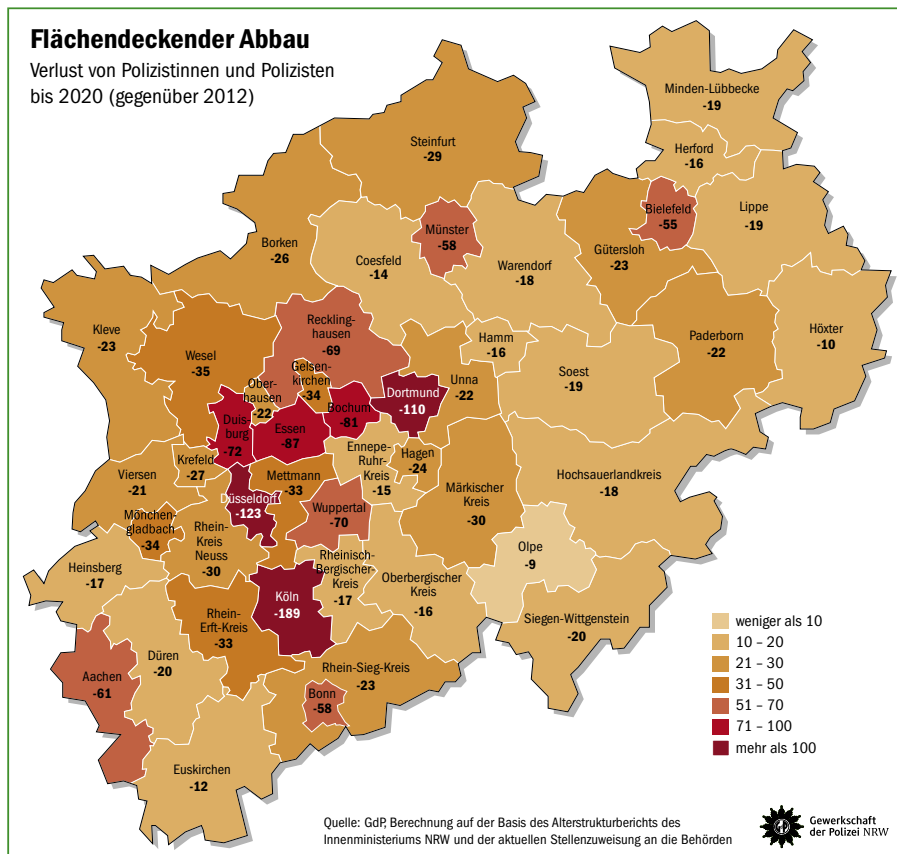 Flächendeckender Abbau
Verlust von Polizistinnen und Polizisten
bis 2020 (gegenüber 2012)
Minden-Lübbecke
-19
Steinfurt
-29
Herford
-16
Bielefeld
-55
Lippe
-19
Münster
-58
Borken
-26
Coesfeld
-14
Gütersloh
-23
Warendorf
-18
Kleve
-23
Reckling-
hausen
-69
Paderborn
-22
Höxter
-10
Wesel
-35
Hamm
-16
Soest
-19
Gelsen-
kirchen
-34
Ober-
hausen
-22
Unna
-22
Dortmund
-110
Duis-
burg
-72
Essen
-87
Bochum
-81
Ennepe-
Ruhr-
Kreis
-15
Hagen
-24
Krefeld
-27
Viersen
-21
Mettmann
-33
Hochsauerlandkreis
-18
Märkischer
Kreis
-30
Düsseldorf
-123
Wuppertal
-70
Mönchen-
gladbach
-34
Rhein-
Kreis
Neuss
-30
Olpe
-9
Heinsberg
-17
Rheinisch-
Bergischer-
Kreis
-17
Oberbergischer
Kreis
-16
Köln
-189
Rhein-
Erft-Kreis
-33
Siegen-Wittgenstein
-20
Düren
-20
Aachen
-61
Rhein-Sieg-Kreis
-23
Bonn
-58
Euskirchen
-12
weniger als 10
10 – 20
21 – 30
31 – 50
51 – 70
71 – 100
mehr als 100
Quelle: GdP, Berechnung auf der Basis des Alterstrukturberichts des
Innenministeriums NRW und der aktuellen Stellenzuweisung an die Behörden
Gewerkschaft
der Polizei NRW